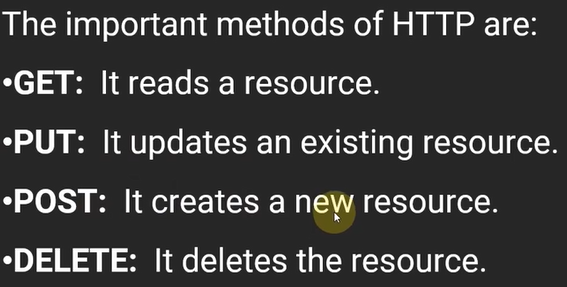 The important methods of HTTP are:
•GET: It reads a resource.
•PUT: It updates an existing resource.
•POST: It creates a new resource.
•DELETE: It deletes the resource.